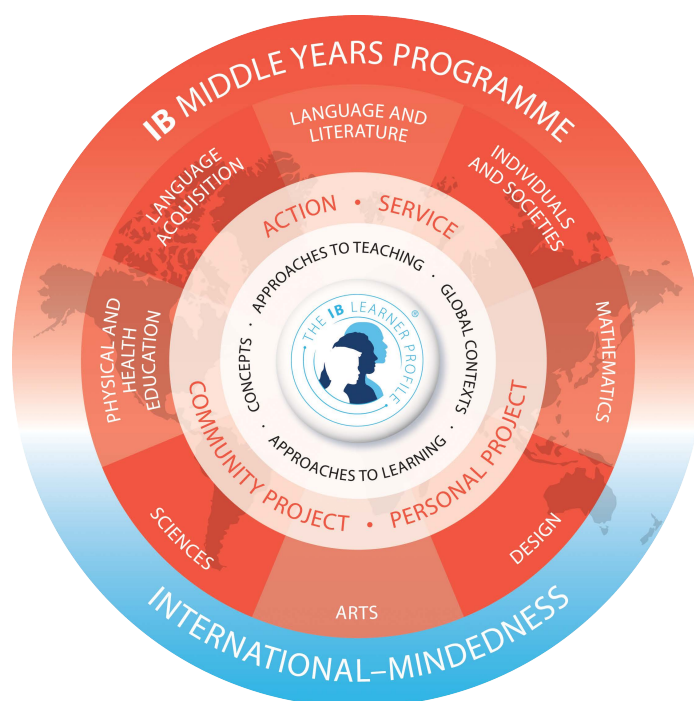 IB MIDDLE YEARS PROGRAMME
LANGUAGE AND
LITERATURE
INDIVIDUALS
AND SOCIETIES
MATHEMATICS
DESIGN
ARTS
SCIENCES
PHYSICAL AND
HEALTH
EDUCATION
LANGUAGE
ACQUISITION
ACTION • SERVICE
PERSONAL PROJECT
•
COMMUNITY PROJECT
APPROACHES TO TEACHING ·
GLOBAL CONTEXTS ·
APPROACHES TO LEARNING ·
CONCEPTS ·
• THE IB LEARNER PROFILE •
®
INTERNATIONAL–MINDEDNESS